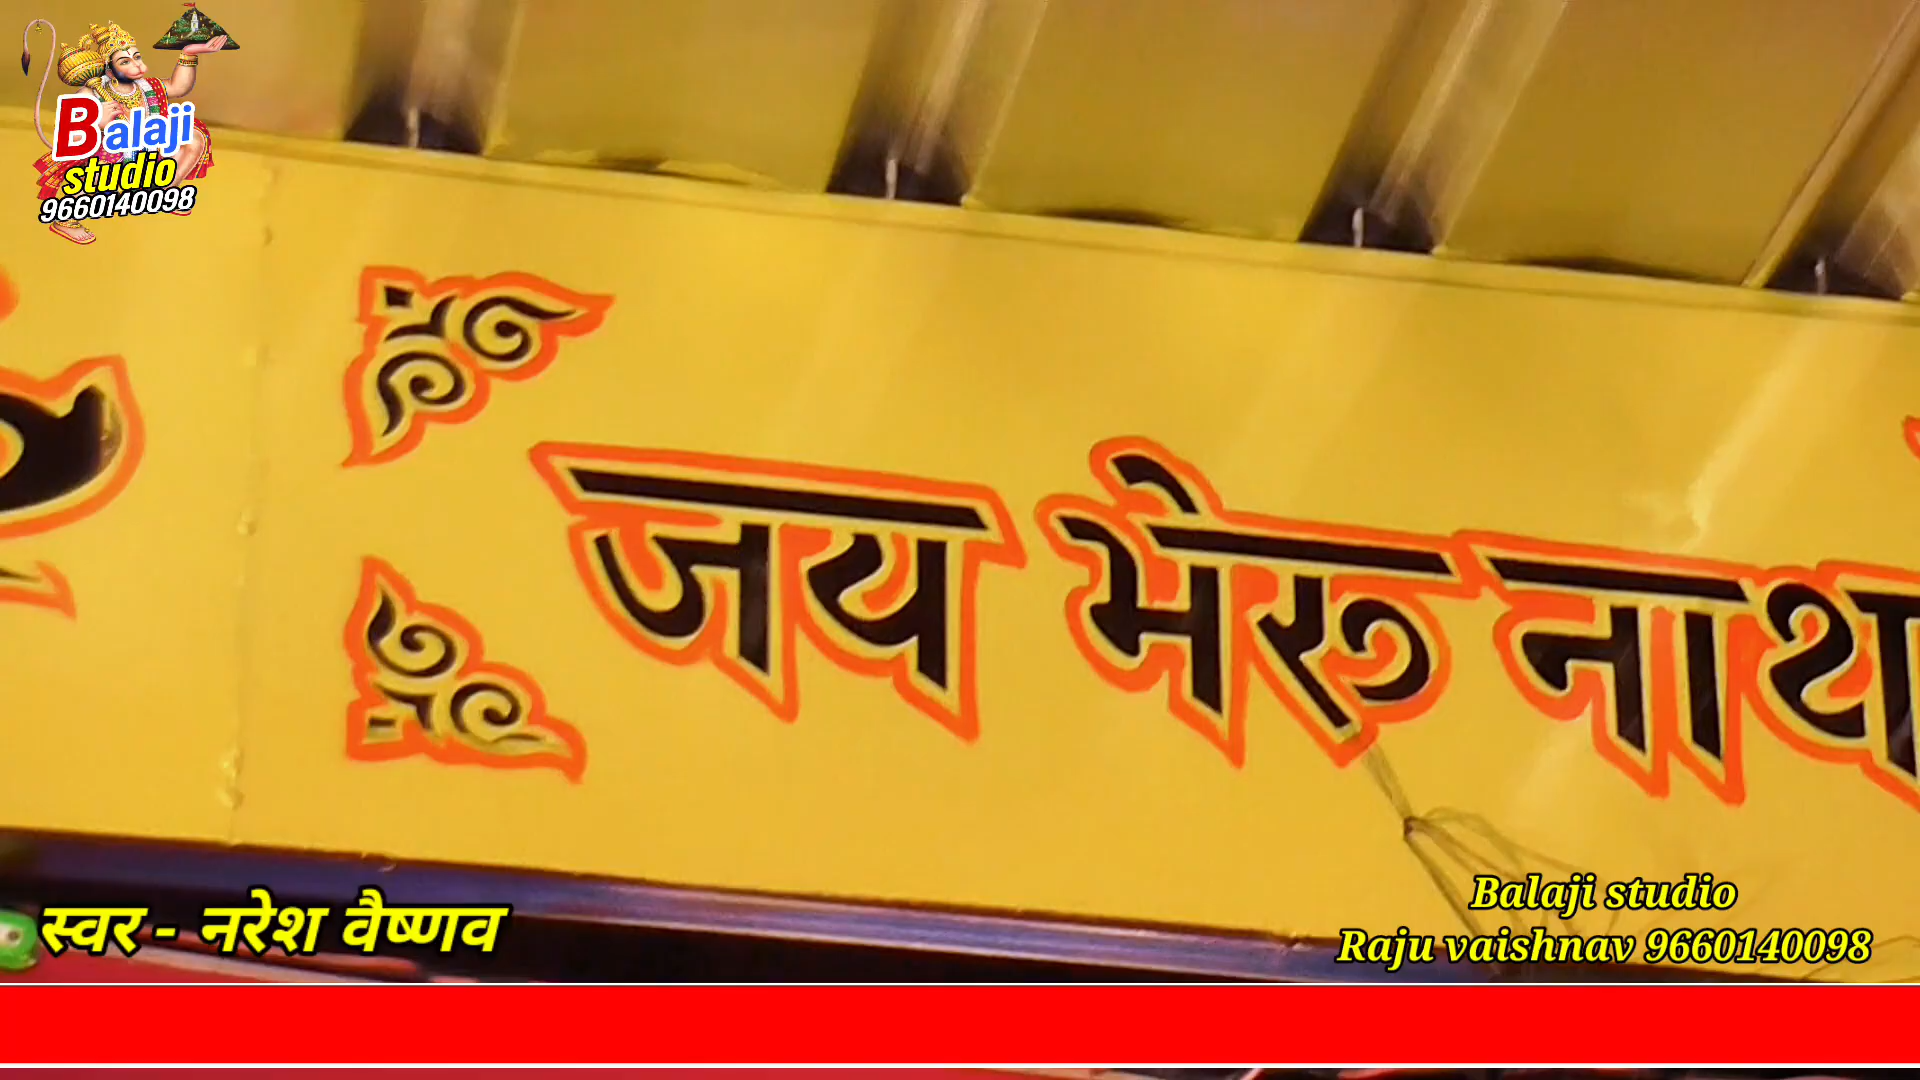 Balaji
studio
9660140098
जय भेरू नाथ
स्वर - नरेश वैष्णव
Balaji studio
Raju vaishnav 9660140098